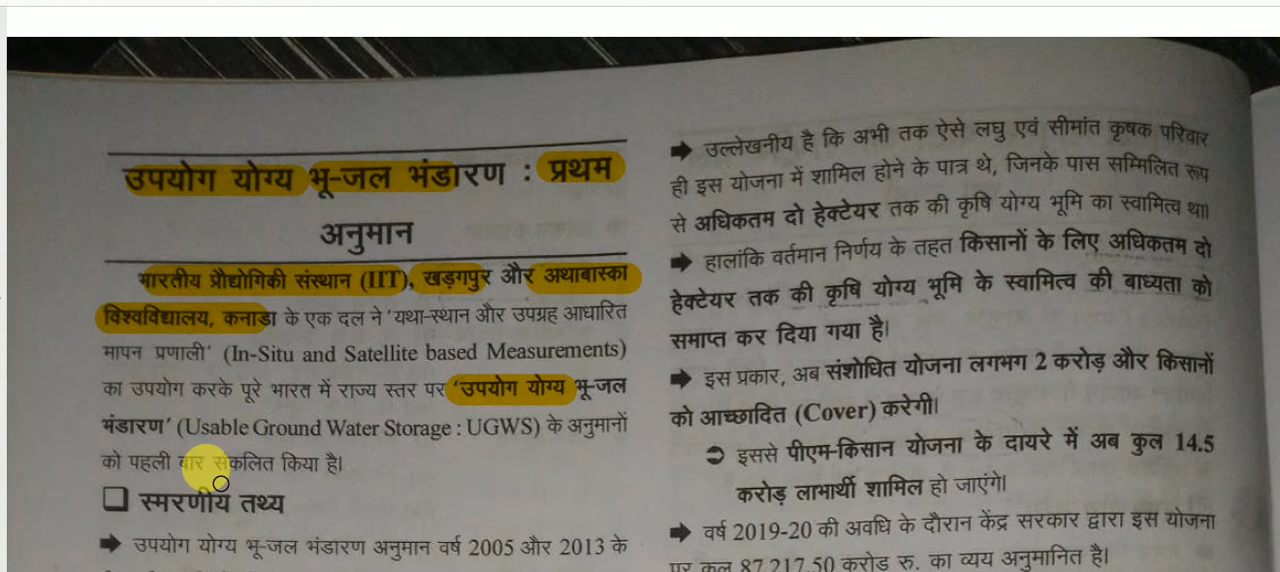 उपयोग योग्य भू-जल भंडारण : प्रथम
अनुमान
भारतीय प्रौद्योगिकी संस्थान (IIT), खड़गपुर और अथाबास्का
विश्वविद्यालय, कनाडा के एक दल ने ‘यथा-स्थान और उपग्रह आधारित
मापन प्रणाली’ (In-Situ and Satellite based Measurements)
का उपयोग करके पूरे भारत में राज्य स्तर पर ‘उपयोग योग्य भू-जल
भंडारण’ (Usable Ground Water Storage : UGWS) के अनुमानों
को पहली बार संकलित किया है।
❑ स्मरणीय तथ्य
➡ उपयोग योग्य भू-जल भंडारण अनुमान वर्ष 2005 और 2013 के
➡ उल्लेखनीय है कि अभी तक ऐसे लघु एवं सीमांत कृषक परिवार
ही इस योजना में शामिल होने के पात्र थे, जिनके पास सम्मिलित रूप
से अधिकतम दो हेक्टेयर तक की कृषि योग्य भूमि का स्वामित्व था।
➡ हालांकि वर्तमान निर्णय के तहत किसानों के लिए अधिकतम दो
हेक्टेयर तक की कृषि योग्य भूमि के स्वामित्व की बाध्यता को
समाप्त कर दिया गया है।
➡ इस प्रकार, अब संशोधित योजना लगभग 2 करोड़ और किसानों
को आच्छादित (Cover) करेगी।
➲ इससे पीएम-किसान योजना के दायरे में अब कुल 14.5
करोड़ लाभार्थी शामिल हो जाएंगे।
➡ वर्ष 2019-20 की अवधि के दौरान केंद्र सरकार द्वारा इस योजना
पर कुल 87,217.50 करोड़ रु. का व्यय अनुमानित है।